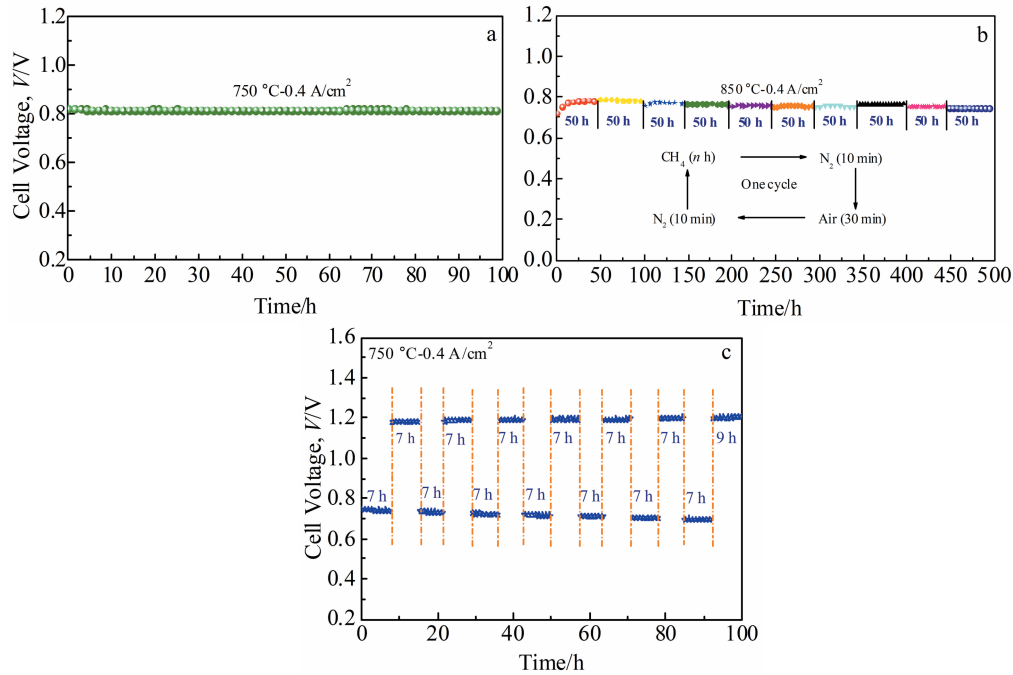 a
Cell Voltage, V/V
1.2
1.0
0.8
0.6
0.4
0.2
750 °C-0.4 A/cm²
0 10 20 30 40 50 60 70 80 90 100
Time/h
b
Cell Voltage, V/V
1.2
1.0
0.8
0.6
0.4
0.2
0.0
850 °C-0.4 A/cm²
50 h 50 h 50 h 50 h 50 h 50 h 50 h 50 h 50 h 50 h
CH₄ (n h) N₂ (10 min)
One cycle
N₂ (10 min) Air (30 min)
0 50 100 150 200 250 300 350 400 450 500
Time/h
c
Cell Voltage, V/V
1.6
1.4
1.2
1.0
0.8
0.6
0.4
0.2
750 °C-0.4 A/cm²
7 h 7 h 7 h 7 h 7 h 7 h 9 h
7 h 7 h 7 h 7 h 7 h 7 h 7 h
0 20 40 60 80 100
Time/h